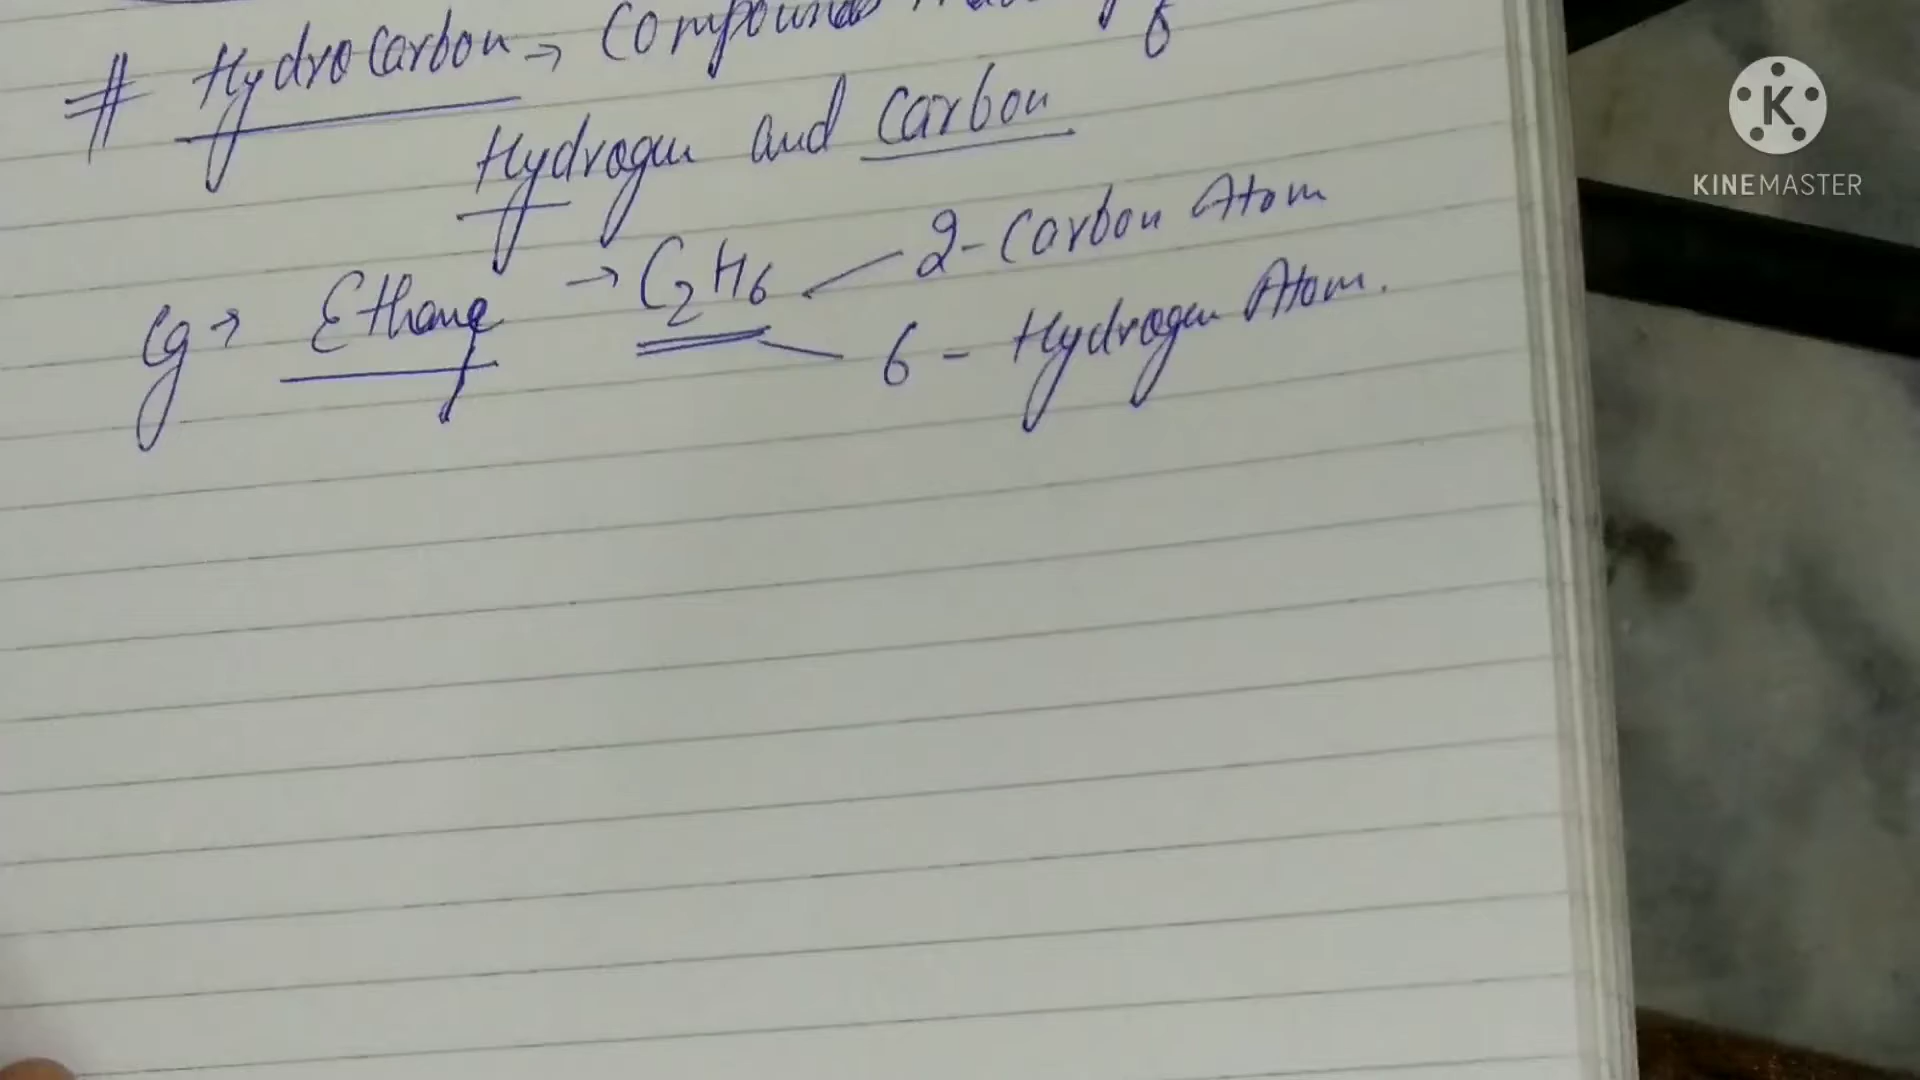 # Hydrocarbon → Compounds
Hydrogen and Carbon
Eg → Ethane → C2H6
2 - Carbon Atom
6 - Hydrogen Atom.
K
KINEMASTER